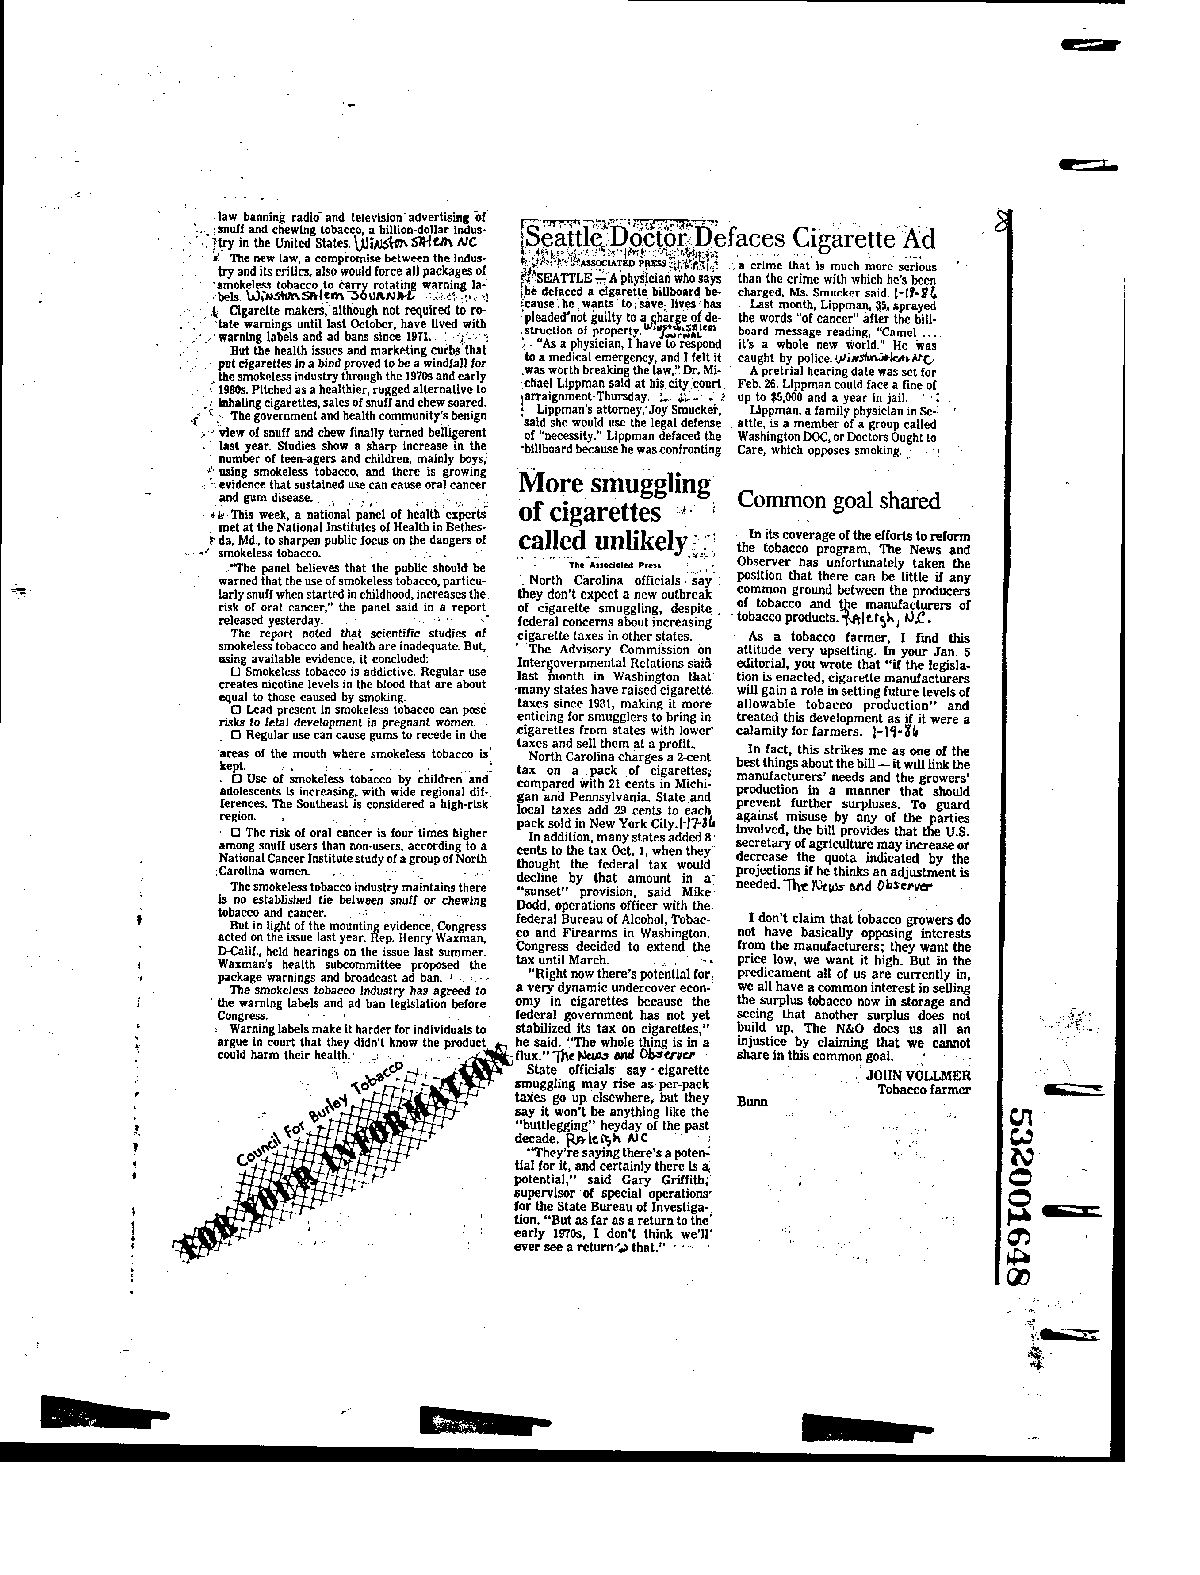 law banning radio and television advertising of
snuff and chewing tobacco, a billion-dollar indus-
try in the United States. Winston Salem NC
The new law, a compromise between the indus-
try and its critics, also would force all packages of
smokeless tobacco to carry rotating warning la-
bels. Winston Salem Journal
Cigarette makers, although not required to ro-
tate warnings until last October, have lived with
warning labels and ad bans since 1971.
But the health issues and marketing curbs that
put cigarettes in a bind proved to be a windfall for
the smokeless industry through the 1970s and early
1980s. Pitched as a healthier, rugged alternative to
inhaling cigarettes, sales of snuff and chew soared.
The government and health community's benign
view of snuff and chew finally turned belligerent
last year. Studies show a sharp increase in the
number of teen-agers and children, mainly boys,
using smokeless tobacco, and there is growing
evidence that sustained use can cause oral cancer
and gum disease.
This week, a national panel of health experts
met at the National Institutes of Health in Bethes-
da, Md., to sharpen public focus on the dangers of
smokeless tobacco.
"The panel believes that the public should be
warned that the use of smokeless tobacco, particu-
larly snuff when started in childhood, increases the
risk of oral cancer," the panel said in a report
released yesterday.
The report noted that scientific studies of
smokeless tobacco and health are inadequate. But,
using available evidence, it concluded:
☐ Smokeless tobacco is addictive. Regular use
creates nicotine levels in the blood that are about
equal to those caused by smoking.
☐ Lead present in smokeless tobacco can pose
risks to fetal development in pregnant women.
☐ Regular use can cause gums to recede in the
areas of the mouth where smokeless tobacco is
kept.
☐ Use of smokeless tobacco by children and
adolescents is increasing, with wide regional dif-
ferences. The Southeast is considered a high-risk
region.
☐ The risk of oral cancer is four times higher
among snuff users than non-users, according to a
National Cancer Institute study of a group of North
Carolina women.
The smokeless tobacco industry maintains there
is no established tie between snuff or chewing
tobacco and cancer.
But in light of the mounting evidence, Congress
acted on the issue last year. Rep. Henry Waxman,
D-Calif., held hearings on the issue last summer.
Waxman's health subcommittee proposed the
package warnings and broadcast ad ban.
The smokeless tobacco industry has agreed to
the warning labels and ad ban legislation before
Congress.
Warning labels make it harder for individuals to
argue in court that they didn't know the product
could harm their health.
Council For Burley Tobacco
FOR YOUR INFORMATION
Seattle Doctor Defaces Cigarette Ad
ASSOCIATED PRESS
SEATTLE — A physician who says
he defaced a cigarette billboard be-
cause he wants to save lives has
pleaded not guilty to a charge of de-
struction of property. Winston Salem Journal
"As a physician, I have to respond
to a medical emergency, and I felt it
was worth breaking the law," Dr. Mi-
chael Lippman said at his city court
arraignment Thursday.
Lippman's attorney, Joy Smucker,
said she would use the legal defense
of "necessity." Lippman defaced the
billboard because he was confronting
a crime that is much more serious
than the crime with which he's been
charged, Ms. Smucker said. 1-18-86
Last month, Lippman, 35, sprayed
the words "of cancer" after the bill-
board message reading, "Camel ....
it's a whole new world." He was
caught by police. Winston Salem NC
A pretrial hearing date was set for
Feb. 26. Lippman could face a fine of
up to $5,000 and a year in jail.
Lippman, a family physician in Se-
attle, is a member of a group called
Washington DOC, or Doctors Ought to
Care, which opposes smoking.
More smuggling
of cigarettes
called unlikely
The Associated Press
North Carolina officials say
they don't expect a new outbreak
of cigarette smuggling, despite
federal concerns about increasing
cigarette taxes in other states.
The Advisory Commission on
Intergovernmental Relations said
last month in Washington that
many states have raised cigarette
taxes since 1981, making it more
enticing for smugglers to bring in
cigarettes from states with lower
taxes and sell them at a profit.
North Carolina charges a 2-cent
tax on a pack of cigarettes,
compared with 21 cents in Michi-
gan and Pennsylvania. State and
local taxes add 29 cents to each
pack sold in New York City. 1-17-86
In addition, many states added 8
cents to the tax Oct. 1, when they
thought the federal tax would
decline by that amount in a
"sunset" provision, said Mike
Dodd, operations officer with the
federal Bureau of Alcohol, Tobac-
co and Firearms in Washington.
Congress decided to extend the
tax until March.
"Right now there's potential for
a very dynamic undercover econ-
omy in cigarettes because the
federal government has not yet
stabilized its tax on cigarettes,"
he said. "The whole thing is in a
flux." The News and Observer
State officials say cigarette
smuggling may rise as per-pack
taxes go up elsewhere, but they
say it won't be anything like the
"buttlegging" heyday of the past
decade. Raleigh NC
"They're saying there's a poten-
tial for it, and certainly there is a
potential," said Gary Griffith,
supervisor of special operations
for the State Bureau of Investiga-
tion. "But as far as a return to the
early 1970s, I don't think we'll
ever see a return to that."
Common goal shared
In its coverage of the efforts to reform
the tobacco program, The News and
Observer has unfortunately taken the
position that there can be little if any
common ground between the producers
of tobacco and the manufacturers of
tobacco products. Raleigh, N.C.
As a tobacco farmer, I find this
attitude very upsetting. In your Jan. 5
editorial, you wrote that "if the legisla-
tion is enacted, cigarette manufacturers
will gain a role in setting future levels of
allowable tobacco production" and
treated this development as if it were a
calamity for farmers. 1-19-86
In fact, this strikes me as one of the
best things about the bill — it will link the
manufacturers' needs and the growers'
production in a manner that should
prevent further surpluses. To guard
against misuse by any of the parties
involved, the bill provides that the U.S.
secretary of agriculture may increase or
decrease the quota indicated by the
projections if he thinks an adjustment is
needed. The News and Observer
I don't claim that tobacco growers do
not have basically opposing interests
from the manufacturers; they want the
price low, we want it high. But in the
predicament all of us are currently in,
we all have a common interest in selling
the surplus tobacco now in storage and
seeing that another surplus does not
build up. The N&O does us all an
injustice by claiming that we cannot
share in this common goal.
JOHN VOLLMER
Tobacco farmer
Bunn
8
532001648